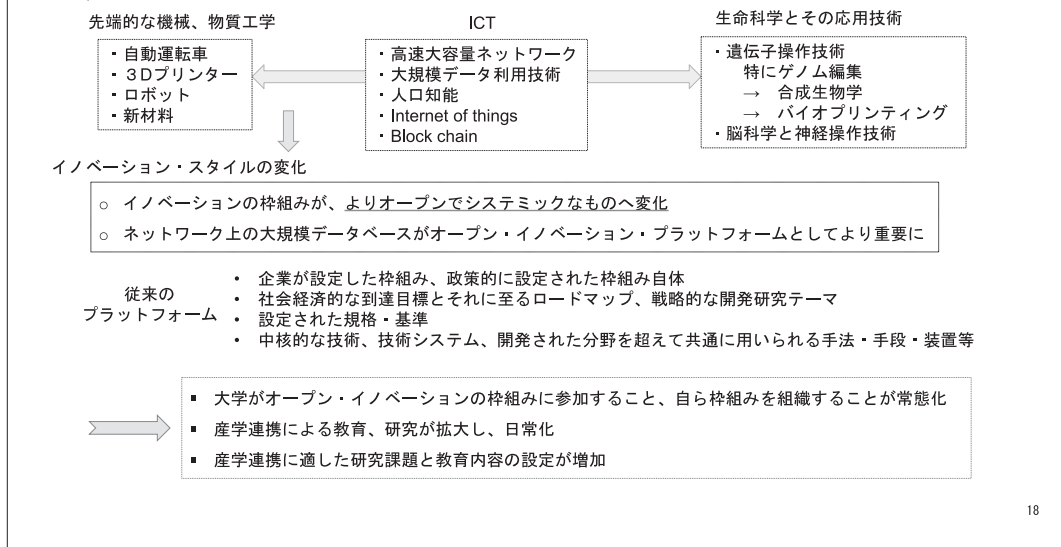 先端的な機械、物質工学
・自動運転車
・3Dプリンター
・ロボット
・新材料
ICT
・高速大容量ネットワーク
・大規模データ利用技術
・人口知能
・Internet of things
・Block chain
生命科学とその応用技術
・遺伝子操作技術
特にゲノム編集
→ 合成生物学
→ バイオプリンティング
・脳科学と神経操作技術
イノベーション・スタイルの変化
○ イノベーションの枠組みが、よりオープンでシステミックなものへ変化
○ ネットワーク上の大規模データベースがオープン・イノベーション・プラットフォームとしてより重要に
従来の
プラットフォーム
• 企業が設定した枠組み、政策的に設定された枠組み自体
• 社会経済的な到達目標とそれに至るロードマップ、戦略的な開発研究テーマ
• 設定された規格・基準
• 中核的な技術、技術システム、開発された分野を超えて共通に用いられる手法・手段・装置等
▪ 大学がオープン・イノベーションの枠組みに参加すること、自ら枠組みを組織することが常態化
▪ 産学連携による教育、研究が拡大し、日常化
▪ 産学連携に適した研究課題と教育内容の設定が増加
18